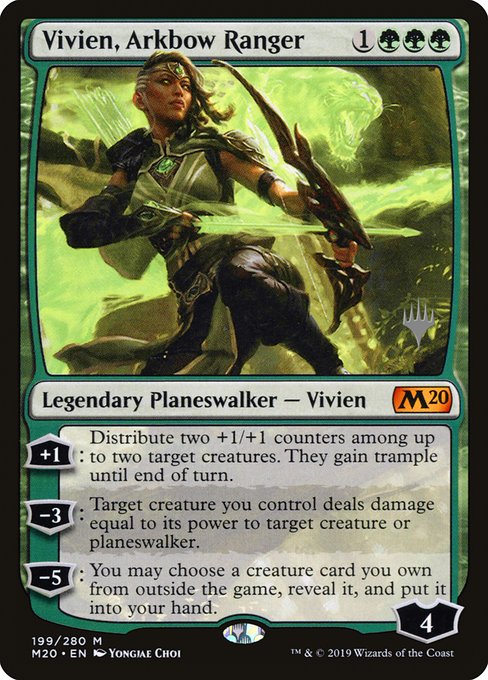 Vivien, Arkbow Ranger 1
Legendary Planeswalker — Vivien M20
+1: Distribute two +1/+1 counters among up
to two target creatures. They gain trample
until end of turn.
−3: Target creature you control deals damage
equal to its power to target creature or
planeswalker.
−5: You may choose a creature card you own
from outside the game, reveal it, and put it
into your hand.
4
199/280 M
M20 • EN Yongjae Choi
™ & © 2019 Wizards of the Coast